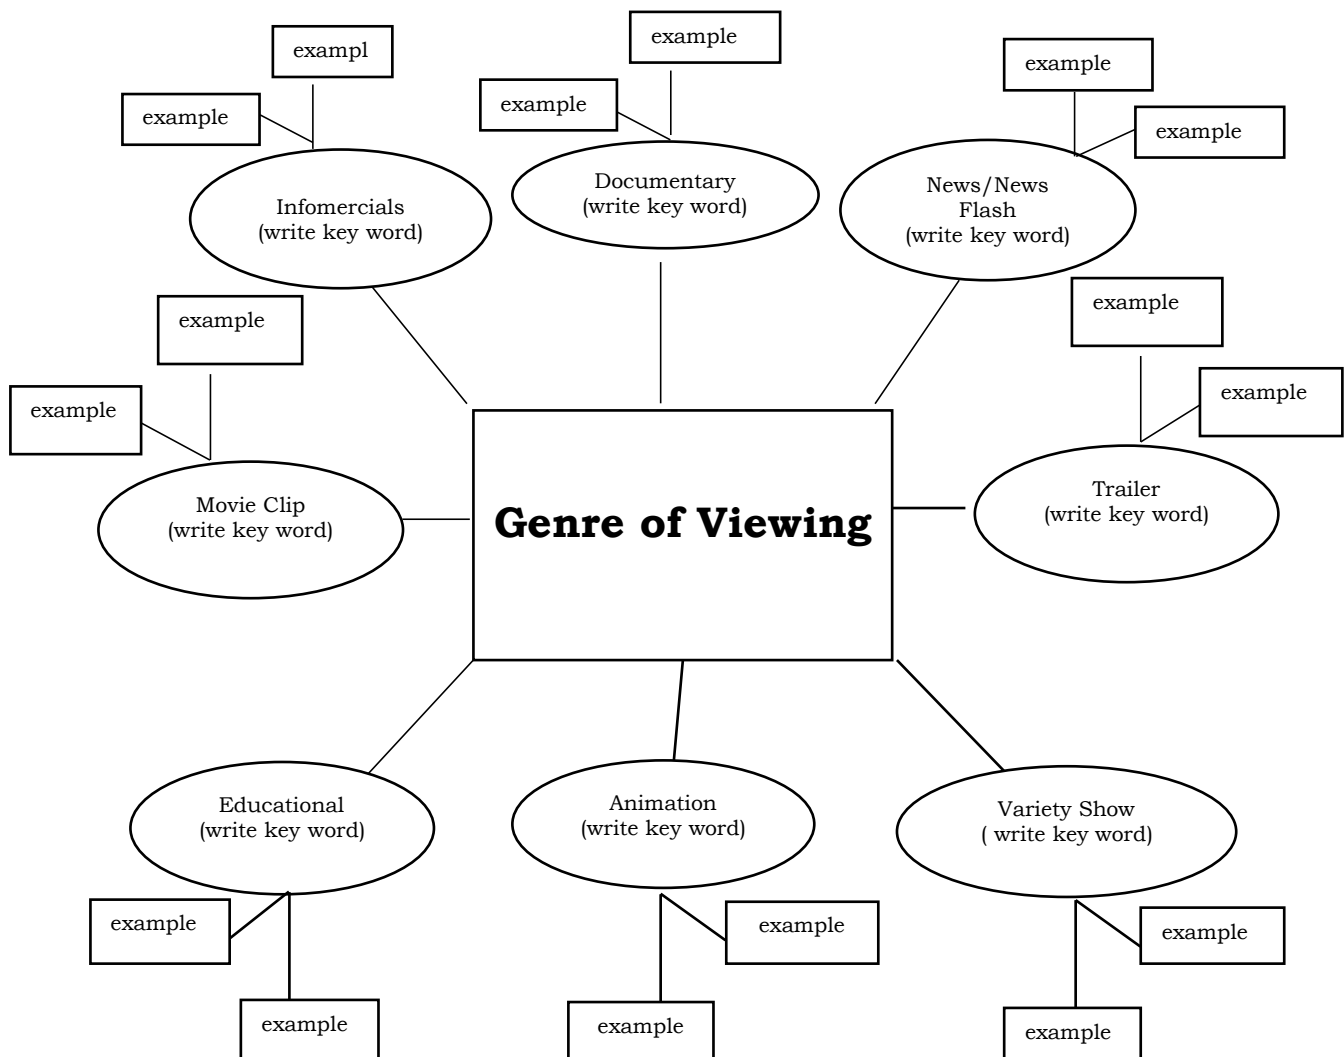 exampl
example
example
example
example
example
Infomercials
(write key word)
Documentary
(write key word)
News/News
Flash
(write key word)
example
example
example
example
Movie Clip
(write key word)
Genre of Viewing
Trailer
(write key word)
Educational
(write key word)
Animation
(write key word)
Variety Show
( write key word)
example
example
example
example
example
example